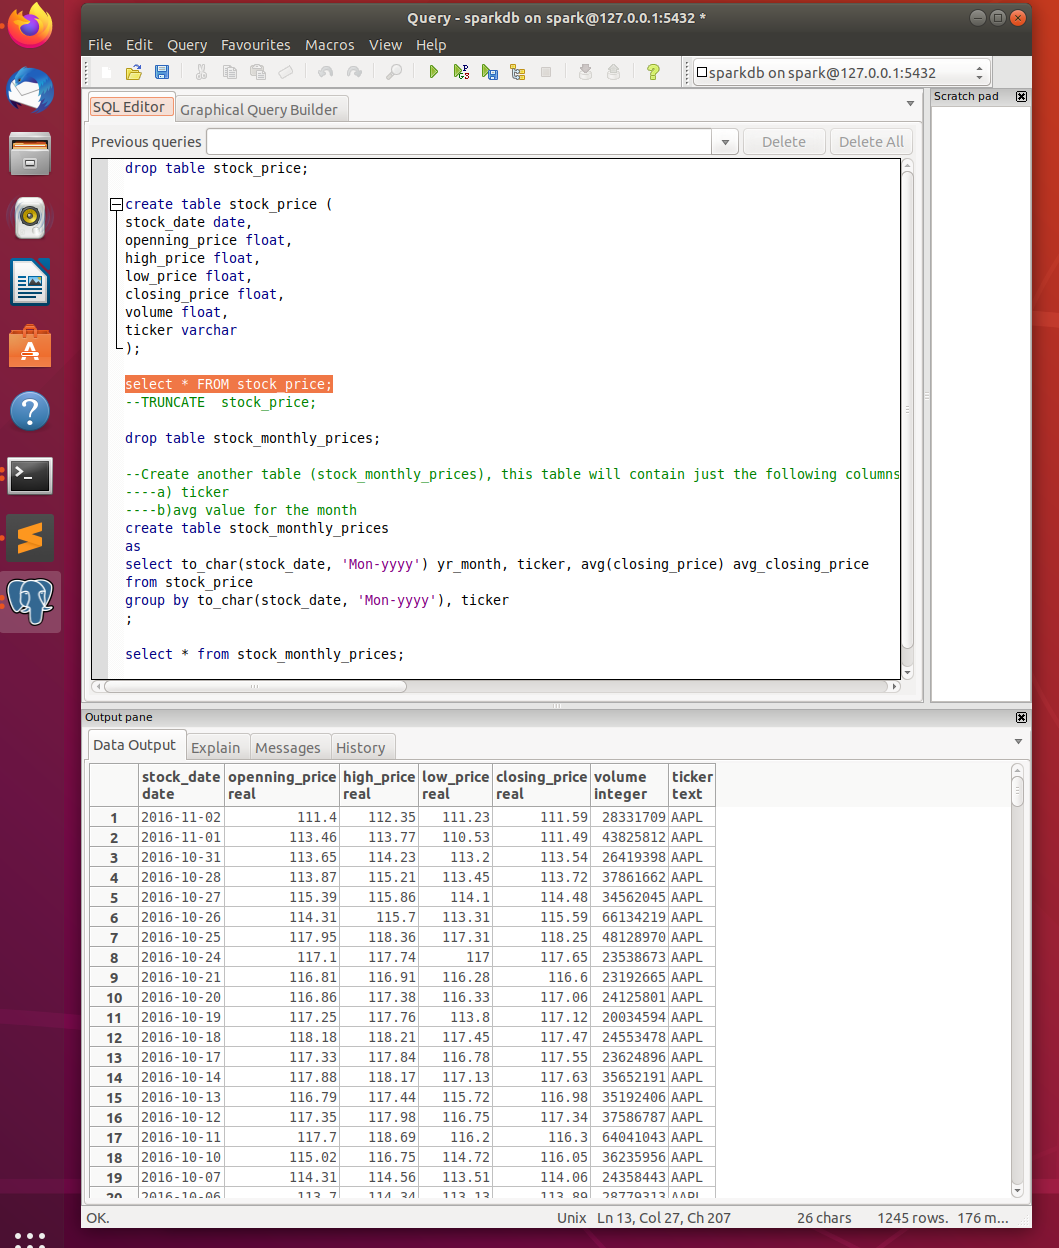 Query - sparkdb on spark@127.0.0.1:5432 *
File Edit Query Favourites Macros View Help
sparkdb on spark@127.0.0.1:5432
SQL Editor Graphical Query Builder
Scratch pad
Previous queries Delete Delete All
drop table stock_price;
create table stock_price (
stock_date date,
openning_price float,
high_price float,
low_price float,
closing_price float,
volume float,
ticker varchar
);
select * FROM stock_price;
--TRUNCATE  stock_price;
drop table stock_monthly_prices;
--Create another table (stock_monthly_prices), this table will contain just the following columns
----a) ticker
----b)avg value for the month
create table stock_monthly_prices
as
select to_char(stock_date, 'Mon-yyyy') yr_month, ticker, avg(closing_price) avg_closing_price
from stock_price
group by to_char(stock_date, 'Mon-yyyy'), ticker
;
select * from stock_monthly_prices;
Output pane
Data Output Explain Messages History
stock_date openning_price high_price low_price closing_price volume ticker
date real real real real integer text
1 2016-11-02 111.4 112.35 111.23 111.59 28331709 AAPL
2 2016-11-01 113.46 113.77 110.53 111.49 43825812 AAPL
3 2016-10-31 113.65 114.23 113.2 113.54 26419398 AAPL
4 2016-10-28 113.87 115.21 113.45 113.72 37861662 AAPL
5 2016-10-27 115.39 115.86 114.1 114.48 34562045 AAPL
6 2016-10-26 114.31 115.7 113.31 115.59 66134219 AAPL
7 2016-10-25 117.95 118.36 117.31 118.25 48128970 AAPL
8 2016-10-24 117.1 117.74 117 117.65 23538673 AAPL
9 2016-10-21 116.81 116.91 116.28 116.6 23192665 AAPL
10 2016-10-20 116.86 117.38 116.33 117.06 24125801 AAPL
11 2016-10-19 117.25 117.76 113.8 117.12 20034594 AAPL
12 2016-10-18 118.18 118.21 117.45 117.47 24553478 AAPL
13 2016-10-17 117.33 117.84 116.78 117.55 23624896 AAPL
14 2016-10-14 117.88 118.17 117.13 117.63 35652191 AAPL
15 2016-10-13 116.79 117.44 115.72 116.98 35192406 AAPL
16 2016-10-12 117.35 117.98 116.75 117.34 37586787 AAPL
17 2016-10-11 117.7 118.69 116.2 116.3 64041043 AAPL
18 2016-10-10 115.02 116.75 114.72 116.05 36235956 AAPL
19 2016-10-07 114.31 114.56 113.51 114.06 24358443 AAPL
20 2016-10-06 113.7 114.34 113.13 113.89 28779313 AAPL
OK. Unix Ln 13, Col 27, Ch 207 26 chars 1245 rows. 176 m...